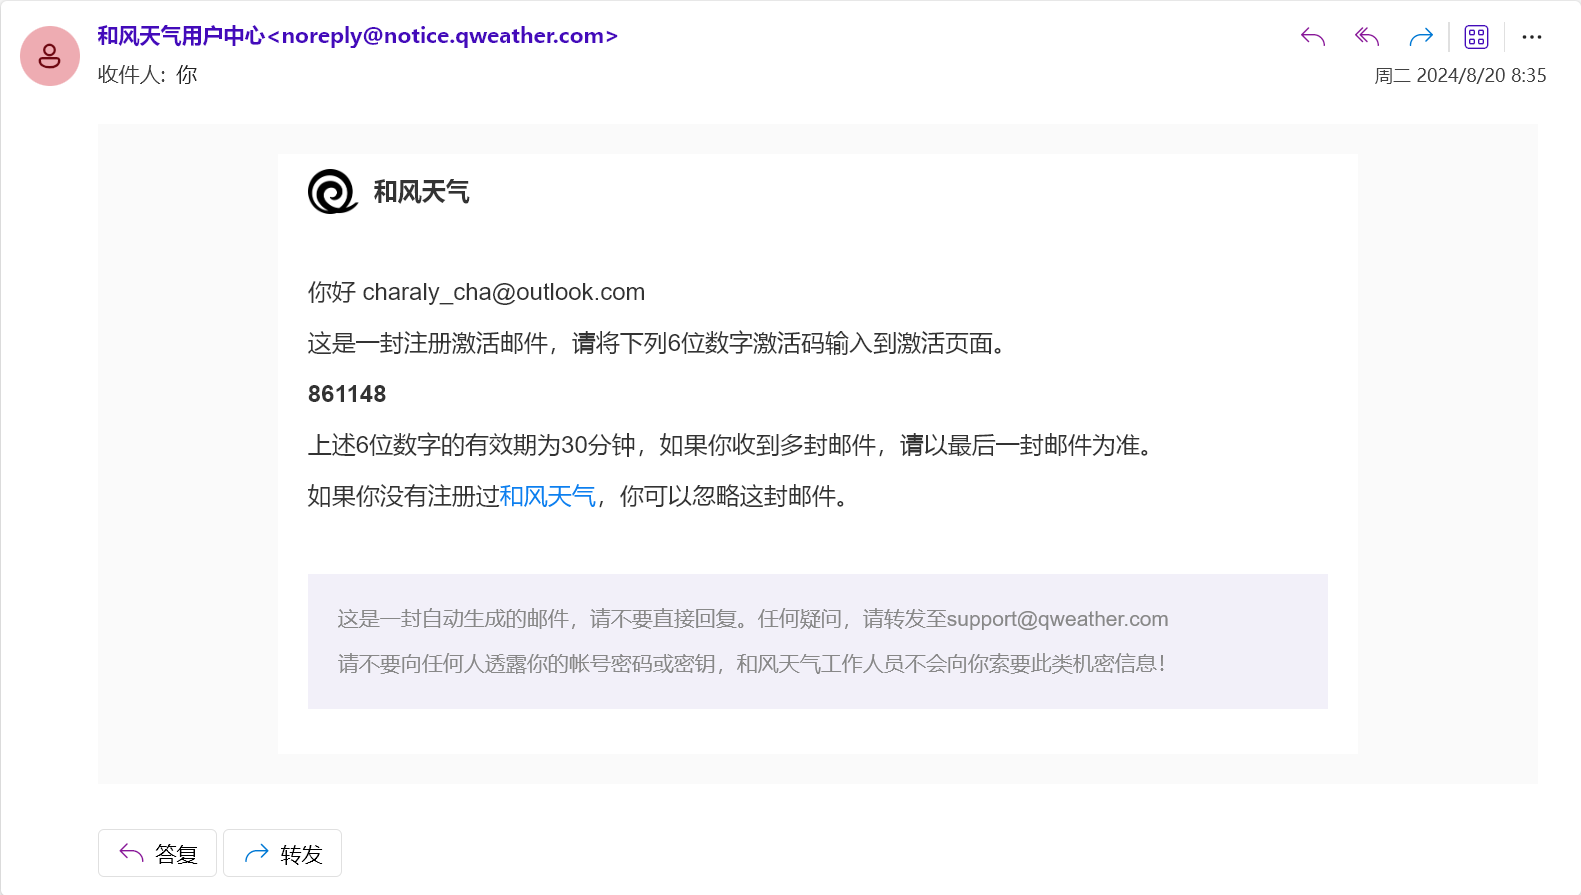 和风天气用户中心<noreply@notice.qweather.com>
收件人: 你
周二 2024/8/20 8:35
和风天气
你好 charaly_cha@outlook.com
这是一封注册激活邮件，请将下列6位数字激活码输入到激活页面。
861148
上述6位数字的有效期为30分钟，如果你收到多封邮件，请以最后一封邮件为准。
如果你没有注册过和风天气，你可以忽略这封邮件。
这是一封自动生成的邮件，请不要直接回复。任何疑问，请转发至support@qweather.com
请不要向任何人透露你的帐号密码或密钥，和风天气工作人员不会向你索要此类机密信息！
答复
转发